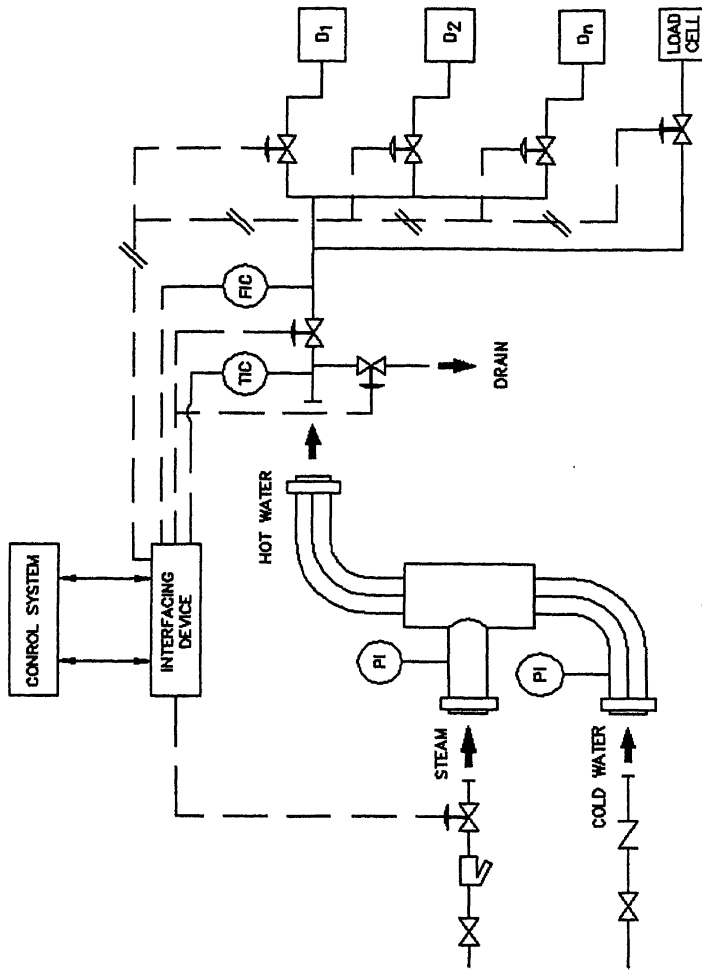 CONROL SYSTEM
INTERFACING
DEVICE
TIC
FIC
D1
D2
Dn
LOAD
CELL
DRAIN
HOT WATER
PI
PI
STEAM
COLD WATER